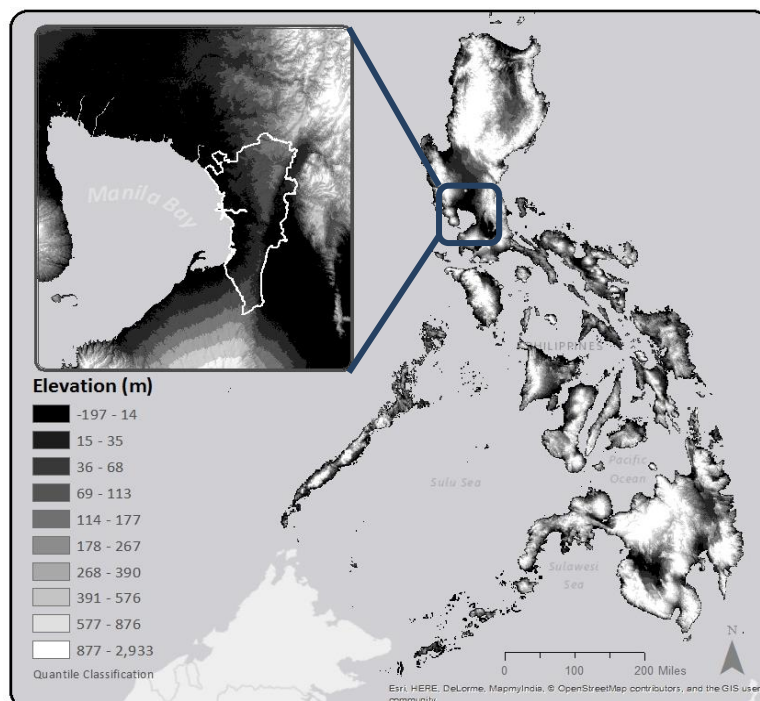 Manila Bay
Elevation (m)
-197 - 14
15 - 35
36 - 68
69 - 113
114 - 177
178 - 267
268 - 390
391 - 576
577 - 876
877 - 2,933
Quantile Classification
PHILIPPINES
Sulu Sea
Pacific
Ocean
Sulawesi
Sea
N
0 100 200 Miles
Esri, HERE, DeLorme, MapmyIndia, © OpenStreetMap contributors, and the GIS user
community